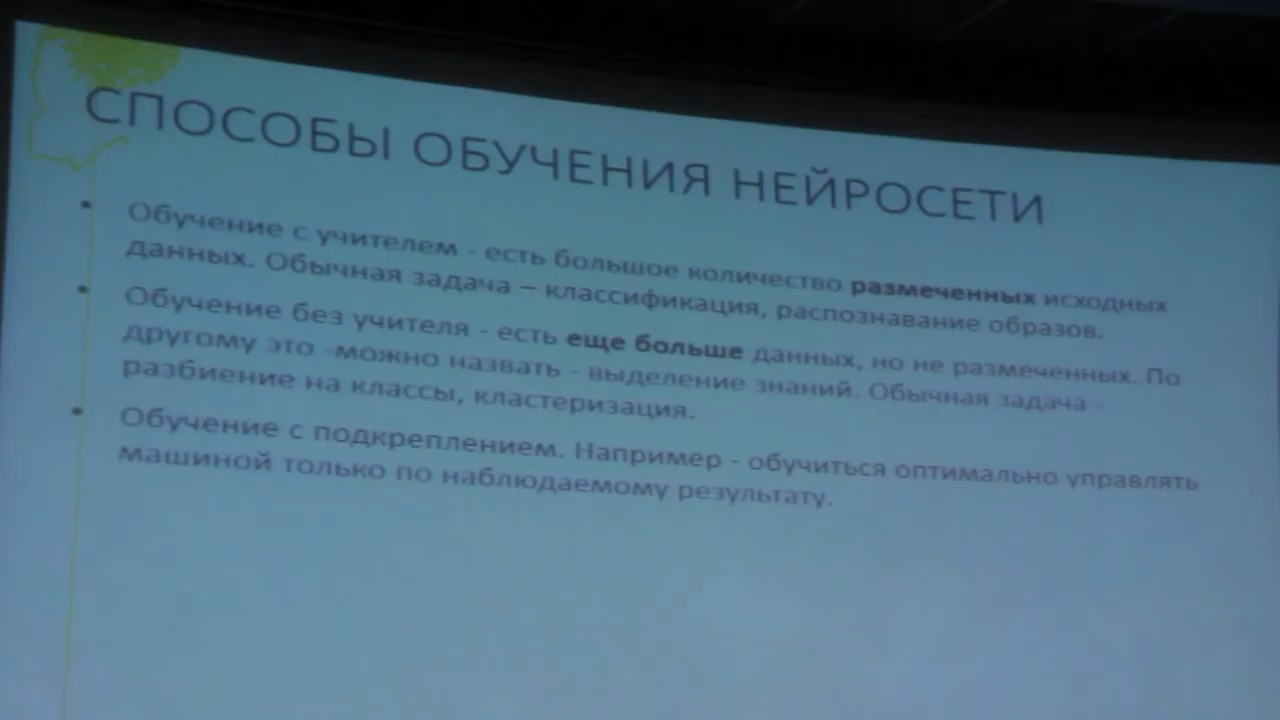 СПОСОБЫ ОБУЧЕНИЯ НЕЙРОСЕТИ
• Обучение с учителем - есть большое количество размеченных исходных
данных. Обычная задача – классификация, распознавание образов.
• Обучение без учителя - есть еще больше данных, но не размеченных. По
другому это -можно назвать - выделение знаний. Обычная задача -
разбиение на классы, кластеризация.
• Обучение с подкреплением. Например - обучиться оптимально управлять
машиной только по наблюдаемому результату.